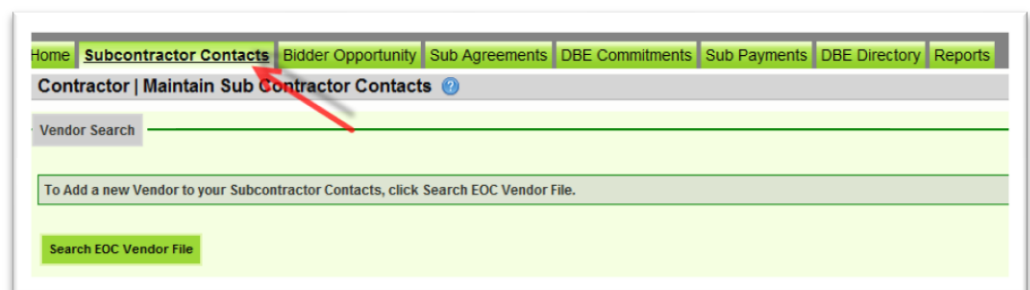 Home Subcontractor Contacts Bidder Opportunity Sub Agreements DBE Commitments Sub Payments DBE Directory Reports
Contractor | Maintain Sub Contractor Contacts ?
Vendor Search
To Add a new Vendor to your Subcontractor Contacts, click Search EOC Vendor File.
Search EOC Vendor File